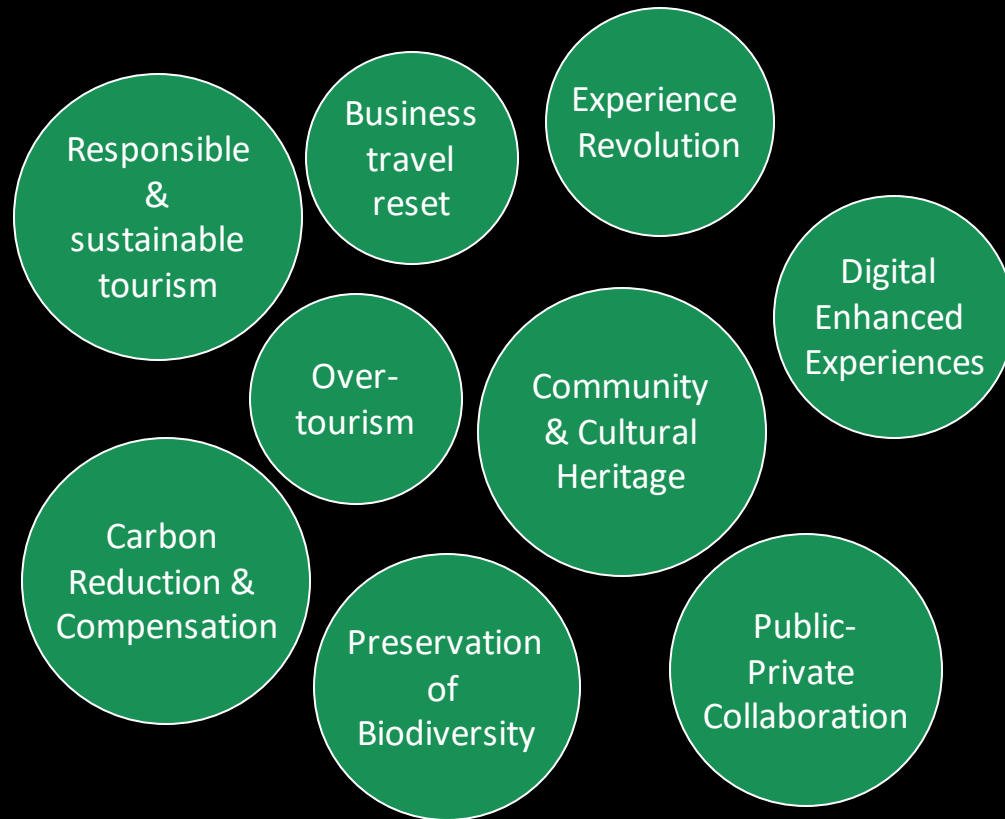 Responsible
&
sustainable
tourism
Business
travel
reset
Experience
Revolution
Digital
Enhanced
Experiences
Over-
tourism
Community
& Cultural
Heritage
Carbon
Reduction &
Compensation
Preservation
of
Biodiversity
Public-
Private
Collaboration